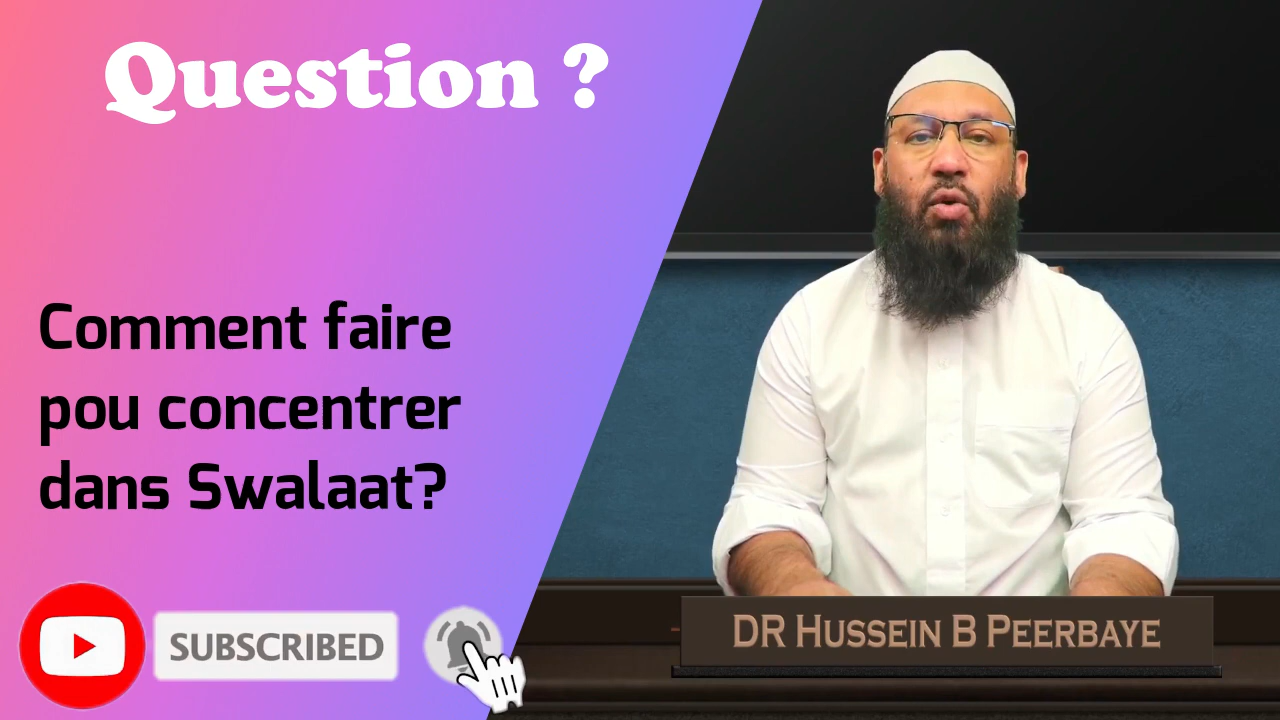 Question ?
Comment faire
pou concentrer
dans Swalaat?
SUBSCRIBED
DR HUSSEIN B PEERBAYE